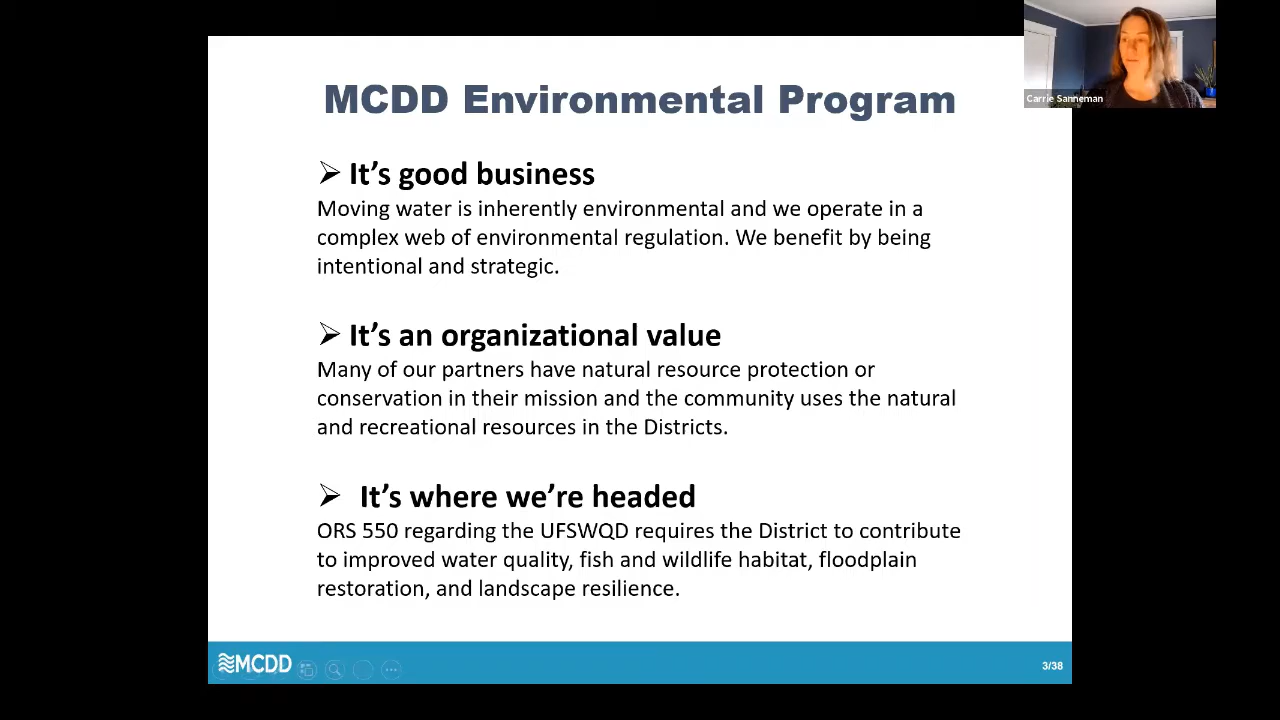 MCDD Environmental Program
Carrie Sanneman
➢ It’s good business
Moving water is inherently environmental and we operate in a
complex web of environmental regulation. We benefit by being
intentional and strategic.
➢ It’s an organizational value
Many of our partners have natural resource protection or
conservation in their mission and the community uses the natural
and recreational resources in the Districts.
➢ It’s where we’re headed
ORS 550 regarding the UFSWQD requires the District to contribute
to improved water quality, fish and wildlife habitat, floodplain
restoration, and landscape resilience.
MCDD
3/38